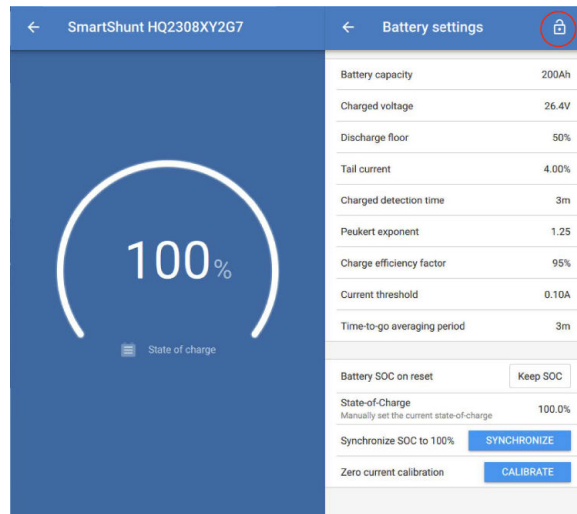 SmartShunt HQ2308XY2G7
100%
State of charge
Battery settings
Battery capacity 200Ah
Charged voltage 26.4V
Discharge floor 50%
Tail current 4.00%
Charged detection time 3m
Peukert exponent 1.25
Charge efficiency factor 95%
Current threshold 0.10A
Time-to-go averaging period 3m
Battery SOC on reset Keep SOC
State-of-Charge 100.0%
Manually set the current state-of-charge
Synchronize SOC to 100% SYNCHRONIZE
Zero current calibration CALIBRATE